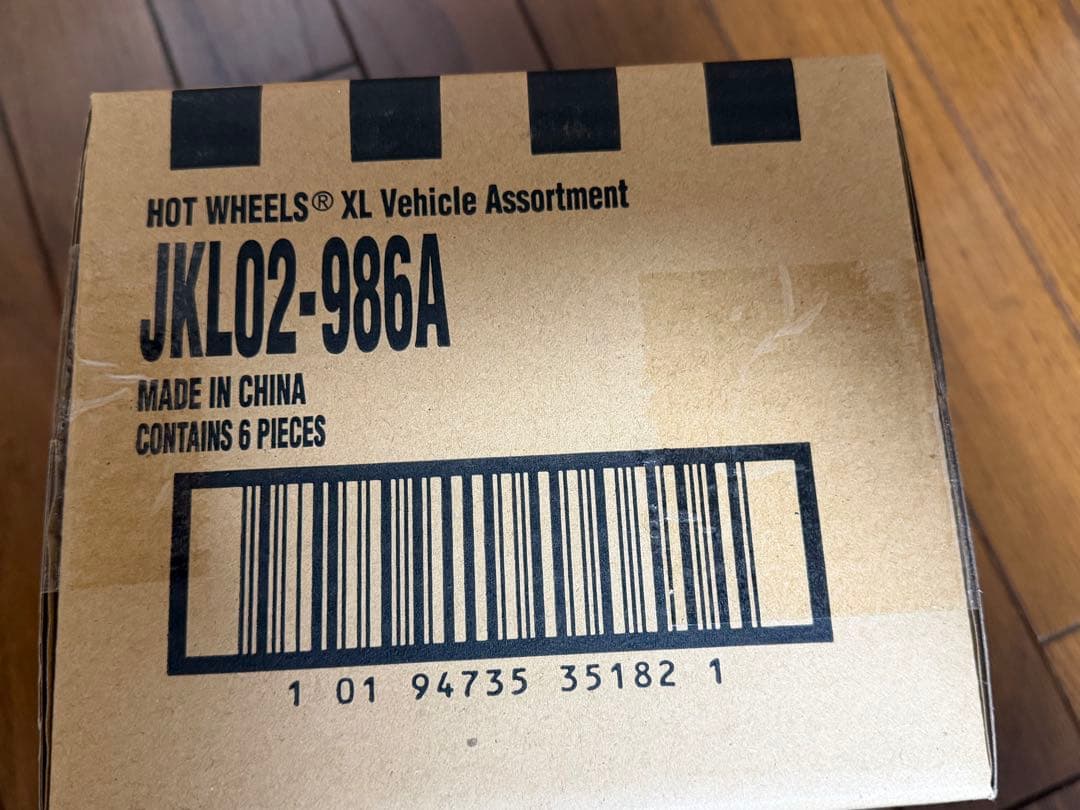 HOT WHEELS® XL Vehicle Assortment
JKL02-986A
MADE IN CHINA
CONTAINS 6 PIECES
1 01 94735 35182 1